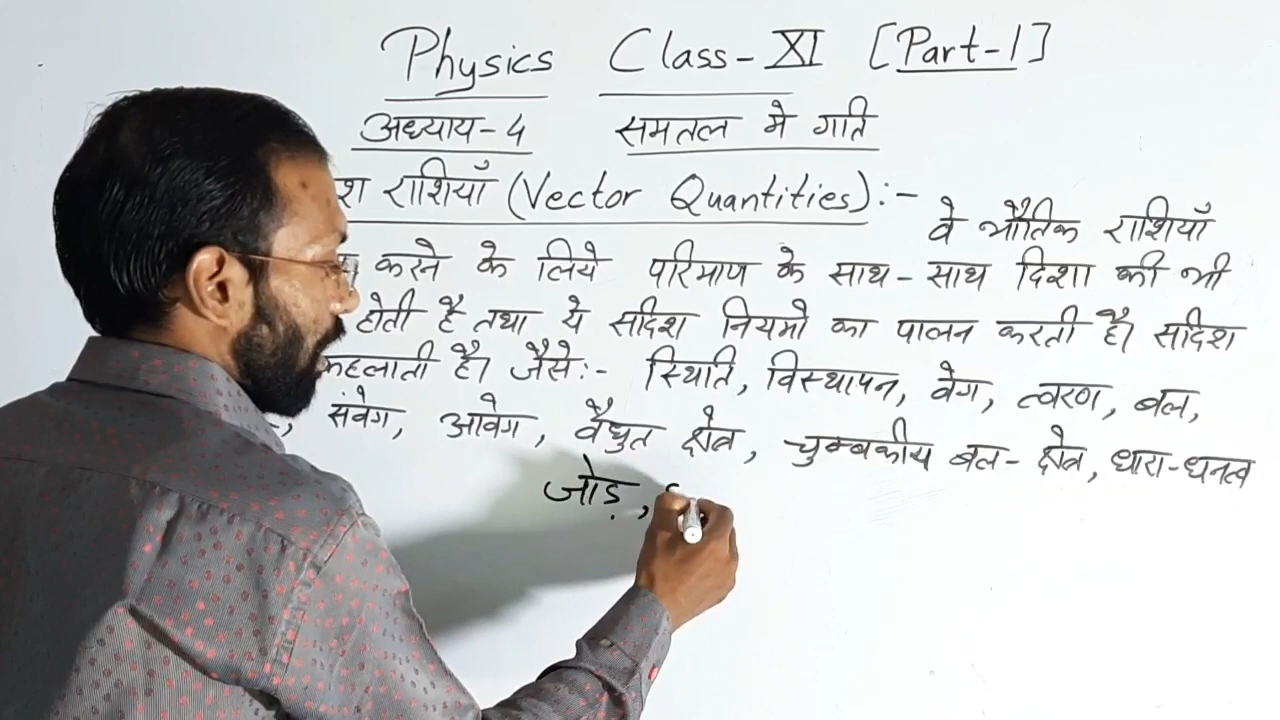 Physics Class-XI [Part-1]
अध्याय-4 समतल मे गति
राशियाँ (Vector Quantities):- वे भौतिक राशियाँ
करने के लिये परिमाण के साथ-साथ दिशा की भी
होती है तथा ये सदिश नियमो का पालन करती है। सदिश
कहलाती है। जैसे:- स्थिति, विस्थापन, वेग, त्वरण, बल,
संवेग, आवेग, वैधुत क्षेत्र, चुम्बकीय बल-क्षेत्र, धारा-धनत्व
जोड़,